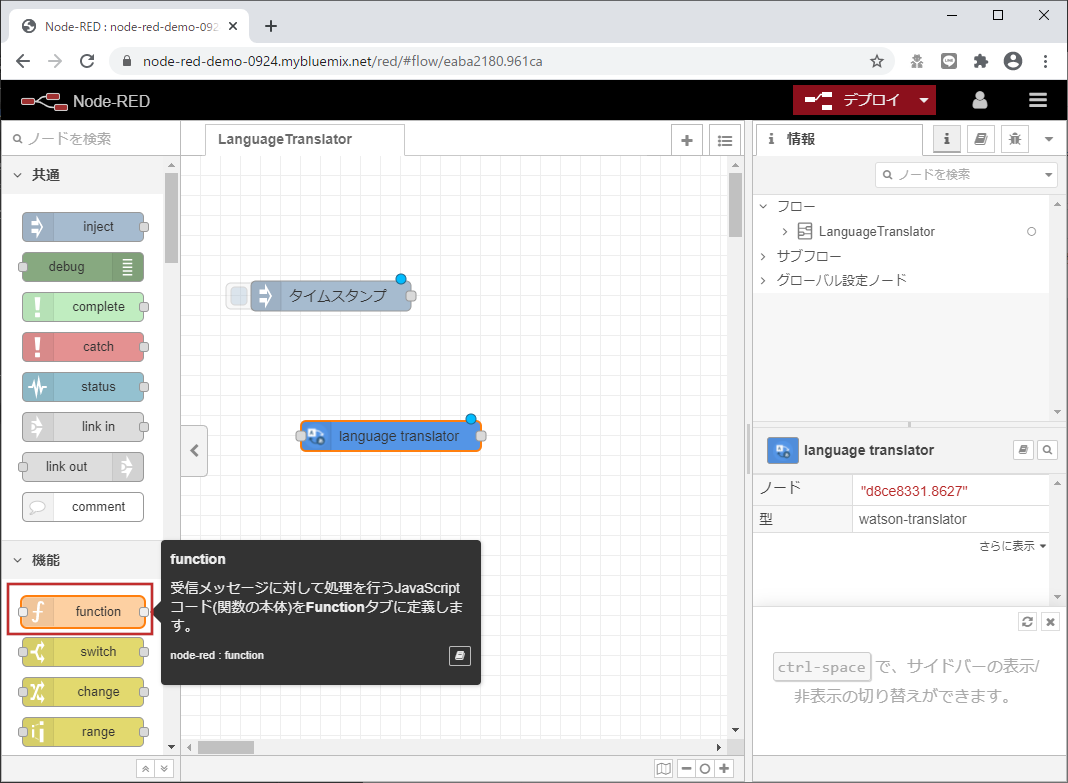 Node-RED : node-red-demo-092
node-red-demo-0924.mybluemix.net/red/#flow/eaba2180.961ca
Node-RED
デプロイ
ノードを検索
LanguageTranslator
情報
共通
inject
debug
complete
catch
status
link in
link out
comment
機能
function
switch
change
range
タイムスタンプ
language translator
function
受信メッセージに対して処理を行うJavaScript
コード(関数の本体)をFunctionタブに定義しま
す。
node-red : function
ノードを検索
フロー
LanguageTranslator
サブフロー
グローバル設定ノード
language translator
ノード "d8ce8331.8627"
型 watson-translator
さらに表示
ctrl-space で、サイドバーの表示/
非表示の切り替えができます。